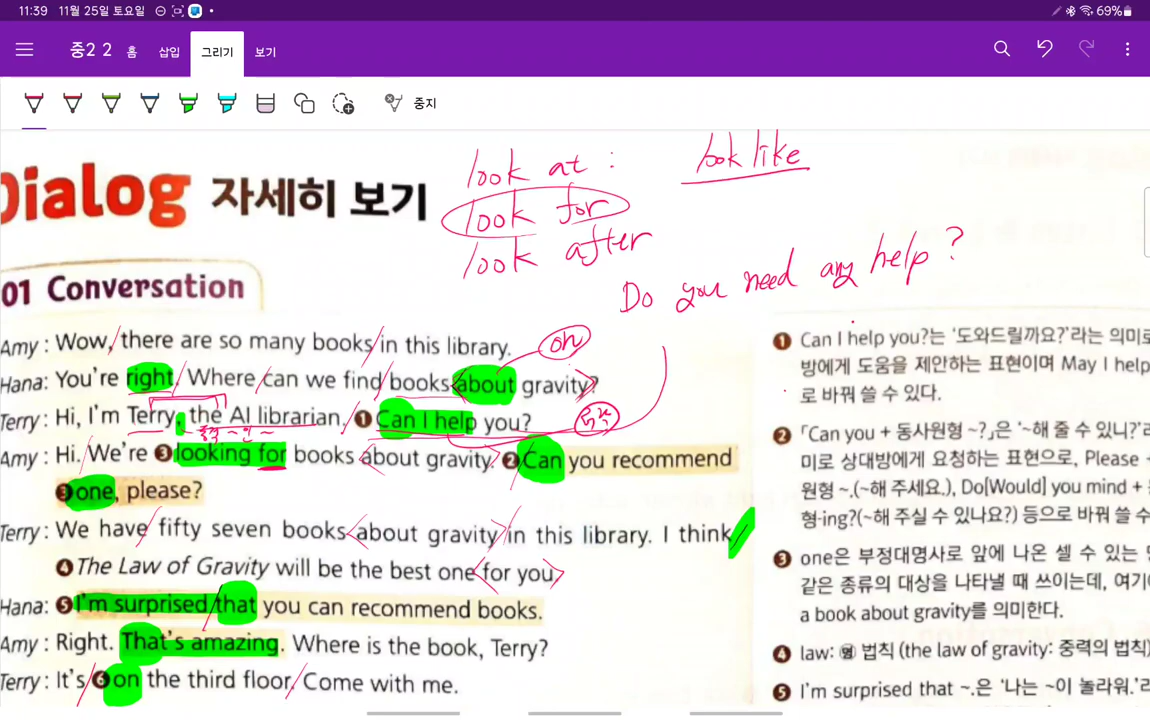 11:39 11월 25일 토요일 69%
중2 2 홈 삽입 그리기 보기
중지
look at : look like
Dialog 자세히 보기
look for
look after
Do you need any help?
01 Conversation
Amy : Wow, there are so many books in this library.
on
Hana: You're right. Where can we find books about gravity?
Terry: Hi, I'm Terry, the AI librarian. ❶ Can I help you?
동격
Amy : Hi. We're ❸ looking for books about gravity. ❷ Can you recommend
❸ one, please?
Terry: We have fifty seven books about gravity in this library. I think
❹ The Law of Gravity will be the best one for you.
Hana: ❺ I'm surprised that you can recommend books.
Amy : Right. That's amazing. Where is the book, Terry?
Terry: It's ❻ on the third floor. Come with me.
❶ Can I help you?는 '도와드릴까요?'라는 의미로
방에게 도움을 제안하는 표현이며 May I help
로 바꿔 쓸 수 있다.
❷ 「Can you + 동사원형 ~?」은 '~해 줄 수 있니?'
미로 상대방에게 요청하는 표현으로, Please +
원형 ~.(~해 주세요.), Do[Would] you mind +
형-ing?(~해 주실 수 있나요?) 등으로 바꿔 쓸 수
❸ one은 부정대명사로 앞에 나온 셀 수 있는
같은 종류의 대상을 나타낼 때 쓰이는데, 여기
a book about gravity를 의미한다.
❹ law: 명 법칙 (the law of gravity: 중력의 법칙)
❺ I'm surprised that ~.은 '나는 ~이 놀라워.'